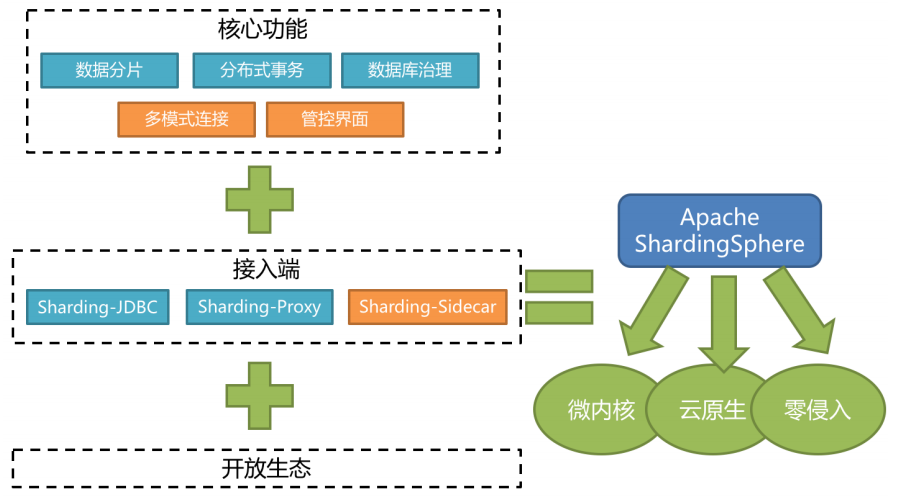 核心功能
数据分片
分布式事务
数据库治理
多模式连接
管控界面
接入端
Sharding-JDBC
Sharding-Proxy
Sharding-Sidecar
开放生态
Apache
ShardingSphere
微内核
云原生
零侵入